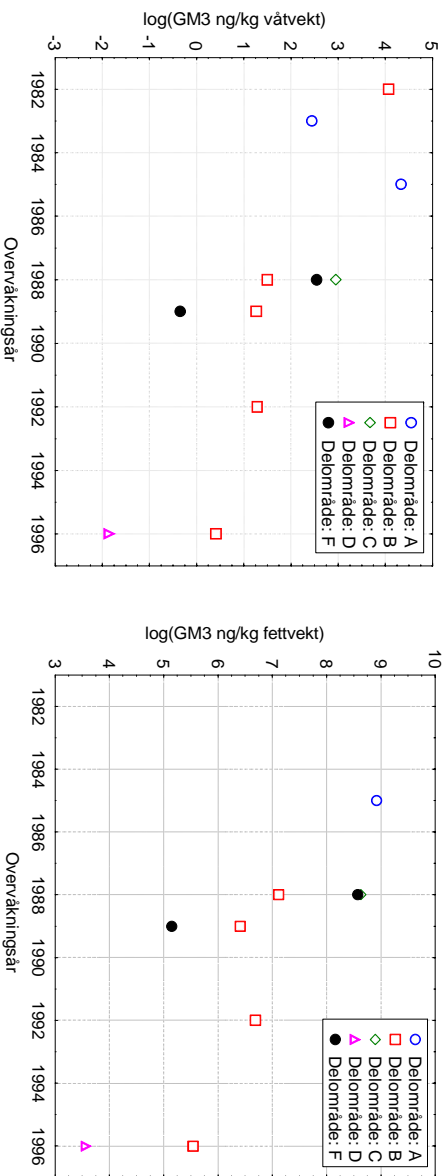 log(GM3 ng/kg våtvekt)
5
4
3
2
1
0
-1
-2
-3
1982
1984
1986
1988
1990
1992
1994
1996
Overvåkningsår
Delområde: A
Delområde: B
Delområde: C
Delområde: D
Delområde: F
log(GM3 ng/kg fettvekt)
10
9
8
7
6
5
4
3
1982
1984
1986
1988
1990
1992
1994
1996
Overvåkningsår
Delområde: A
Delområde: B
Delområde: C
Delområde: D
Delområde: F